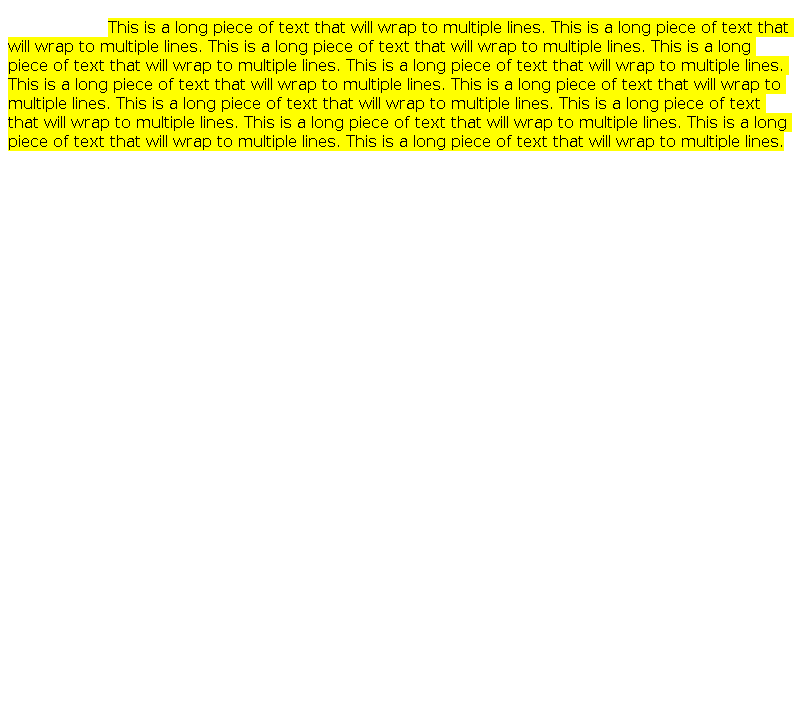 This is a long piece of text that will wrap to multiple lines. This is a long piece of text that
will wrap to multiple lines. This is a long piece of text that will wrap to multiple lines. This is a long
piece of text that will wrap to multiple lines. This is a long piece of text that will wrap to multiple lines.
This is a long piece of text that will wrap to multiple lines. This is a long piece of text that will wrap to
multiple lines. This is a long piece of text that will wrap to multiple lines. This is a long piece of text
that will wrap to multiple lines. This is a long piece of text that will wrap to multiple lines. This is a long
piece of text that will wrap to multiple lines. This is a long piece of text that will wrap to multiple lines.